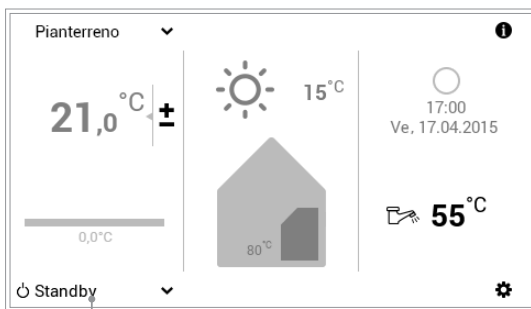 Pianterreno
21,0 °C ±
0,0°C
Standby
15°C
80°C
17:00
Ve, 17.04.2015
55°C